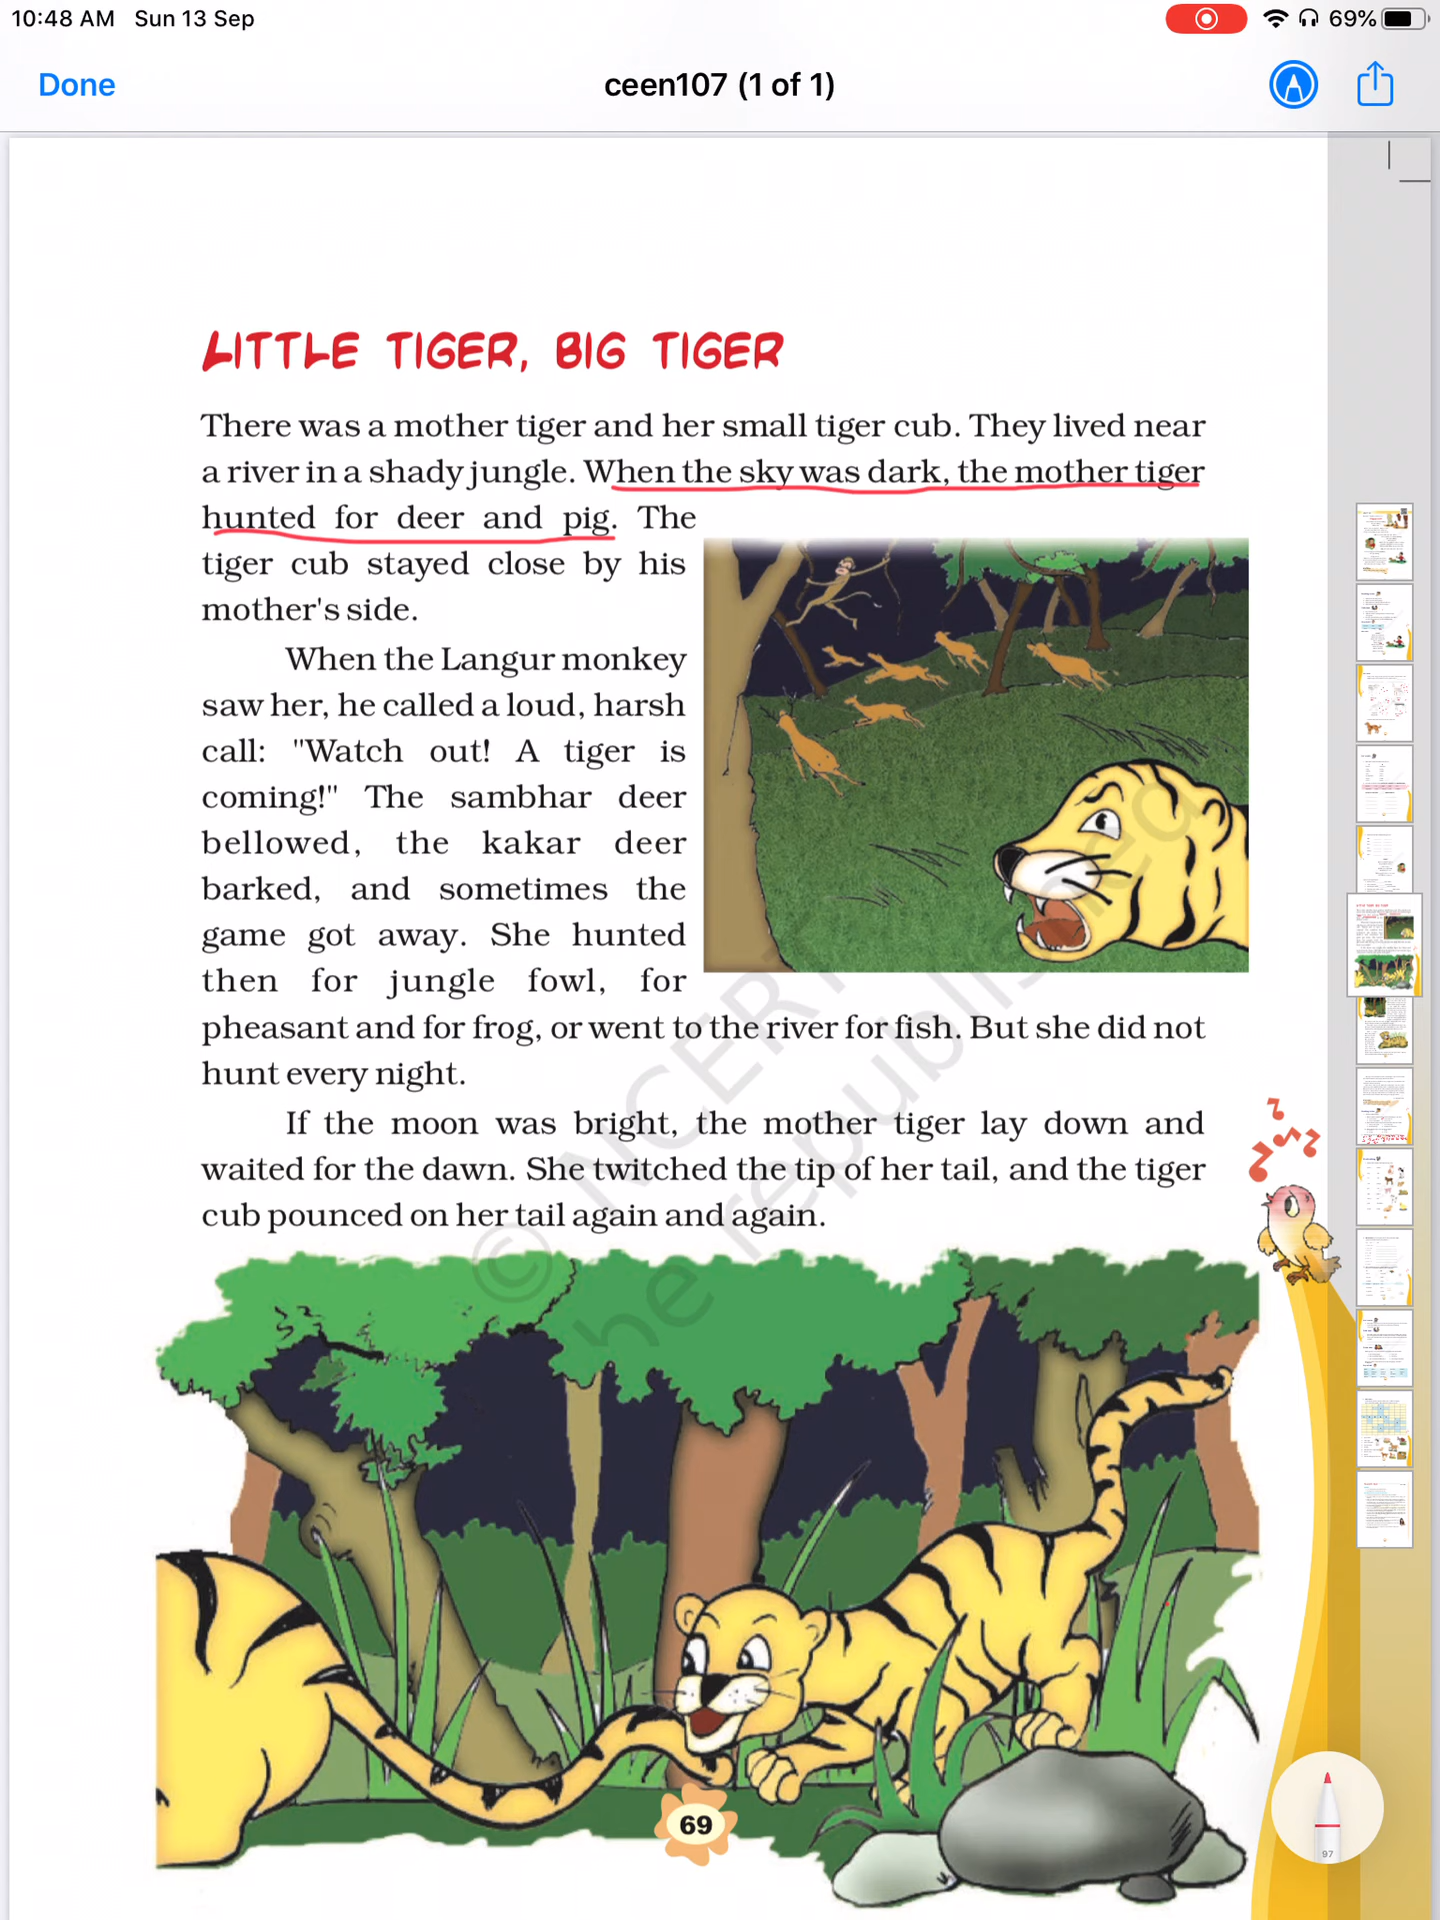 10:48 AM Sun 13 Sep
69%
Done
ceen107 (1 of 1)
LITTLE TIGER, BIG TIGER
There was a mother tiger and her small tiger cub. They lived near
a river in a shady jungle. When the sky was dark, the mother tiger
hunted for deer and pig. The
tiger cub stayed close by his
mother's side.
When the Langur monkey
saw her, he called a loud, harsh
call: "Watch out! A tiger is
coming!" The sambhar deer
bellowed, the kakar deer
barked, and sometimes the
game got away. She hunted
then for jungle fowl, for
pheasant and for frog, or went to the river for fish. But she did not
hunt every night.
If the moon was bright, the mother tiger lay down and
waited for the dawn. She twitched the tip of her tail, and the tiger
cub pounced on her tail again and again.
© NCERT
be republished
69
97